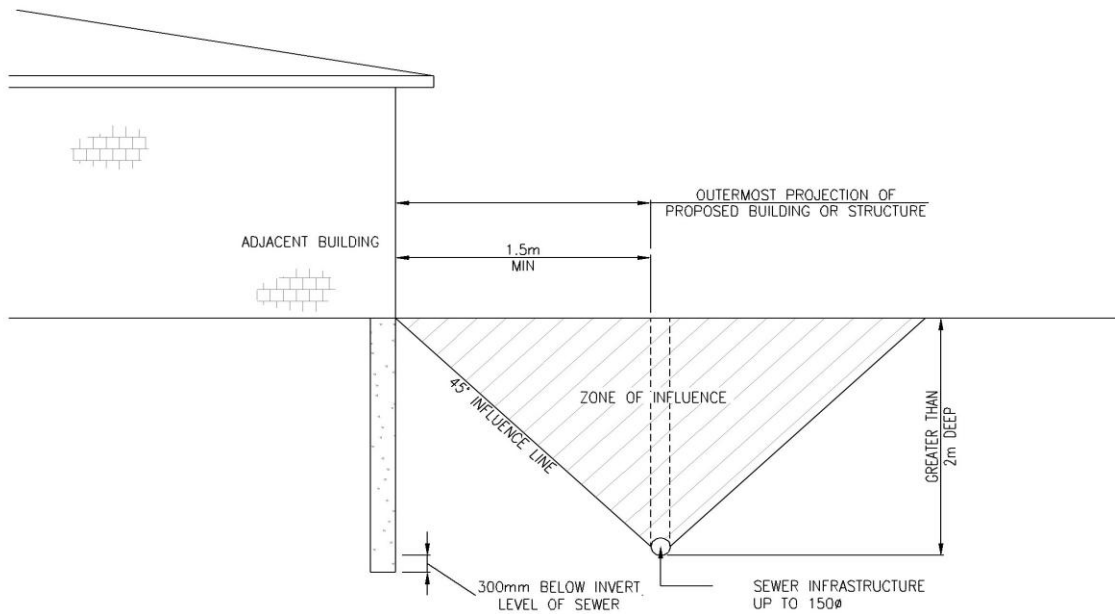 OUTERMOST PROJECTION OF
PROPOSED BUILDING OR STRUCTURE
ADJACENT BUILDING
1.5m
MIN
45° INFLUENCE LINE
ZONE OF INFLUENCE
GREATER THAN
2m DEEP
300mm BELOW INVERT
LEVEL OF SEWER
SEWER INFRASTRUCTURE
UP TO 150ø